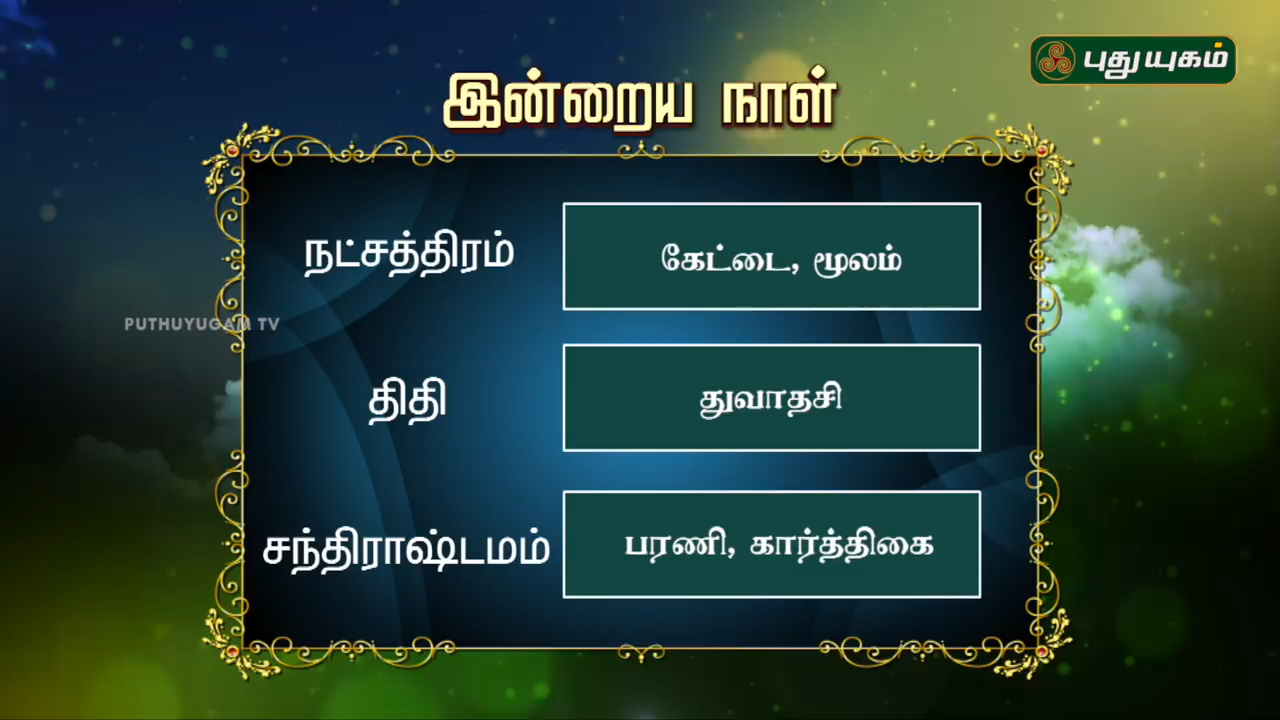 புதுயுகம்
இன்றைய நாள்
நட்சத்திரம்
கேட்டை, மூலம்
PUTHUYUGAM TV
திதி
துவாதசி
சந்திராஷ்டமம்
பரணி, கார்த்திகை